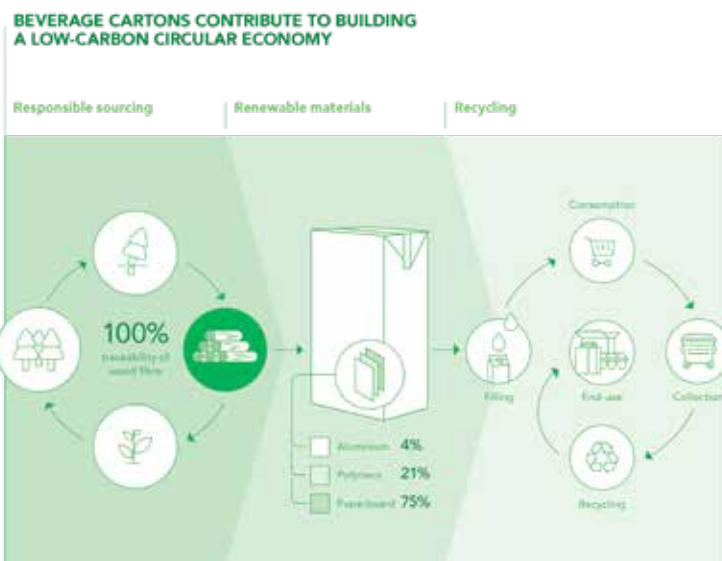 BEVERAGE CARTONS CONTRIBUTE TO BUILDING
A LOW-CARBON CIRCULAR ECONOMY
Responsible sourcing
Renewable materials
Recycling
100%
traceability of
wood fibre
Aluminium 4%
Polymers 21%
Paperboard 75%
Consumption
Filling
End-use
Collection
Recycling